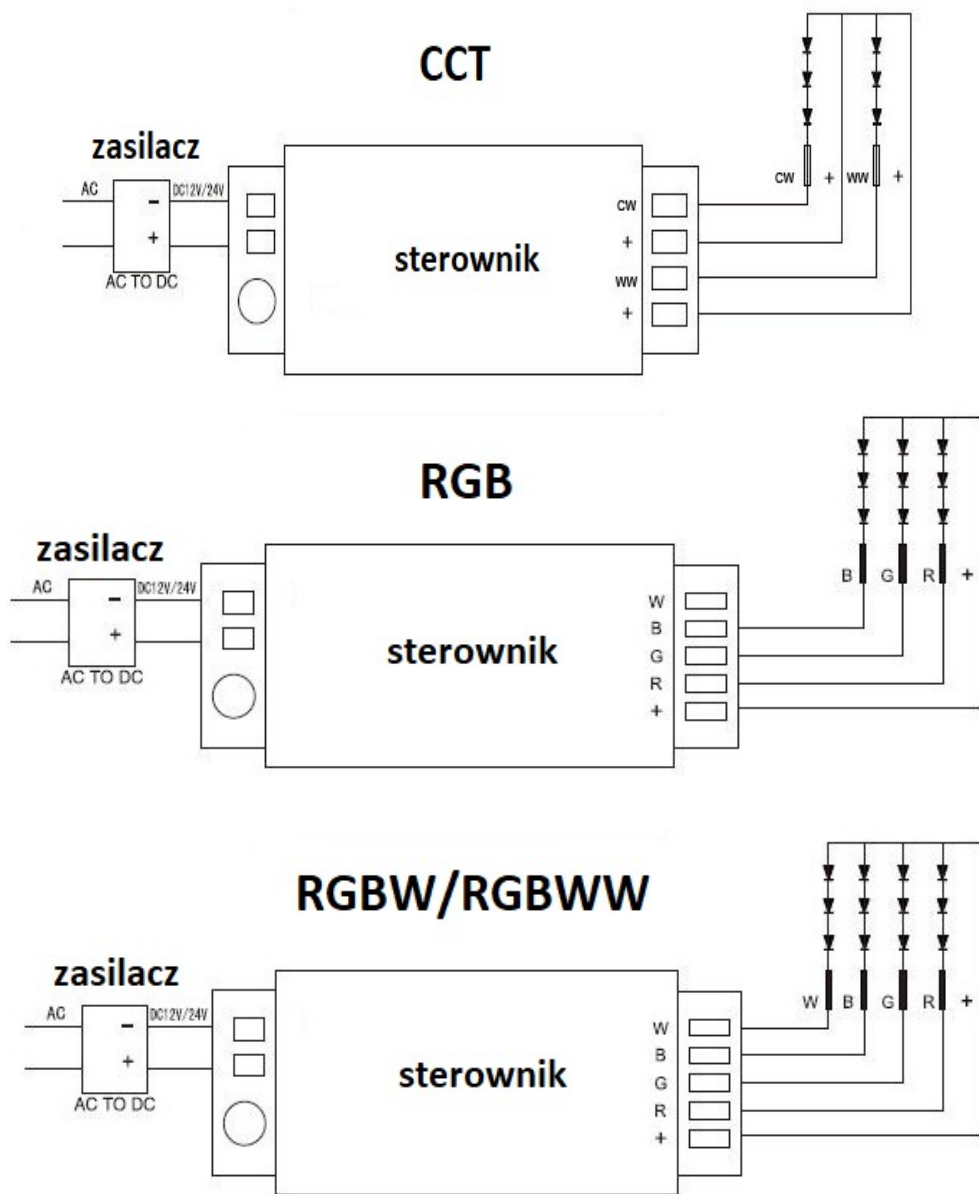 CCT
zasilacz
AC
DC12V/24V
−
+
AC TO DC
sterownik
CW
+
WW
+
CW
+
WW
+
RGB
zasilacz
AC
DC12V/24V
−
+
AC TO DC
sterownik
W
B
G
R
+
B G R +
RGBW/RGBWW
zasilacz
AC
DC12V/24V
−
+
AC TO DC
sterownik
W
B
G
R
+
W B G R +